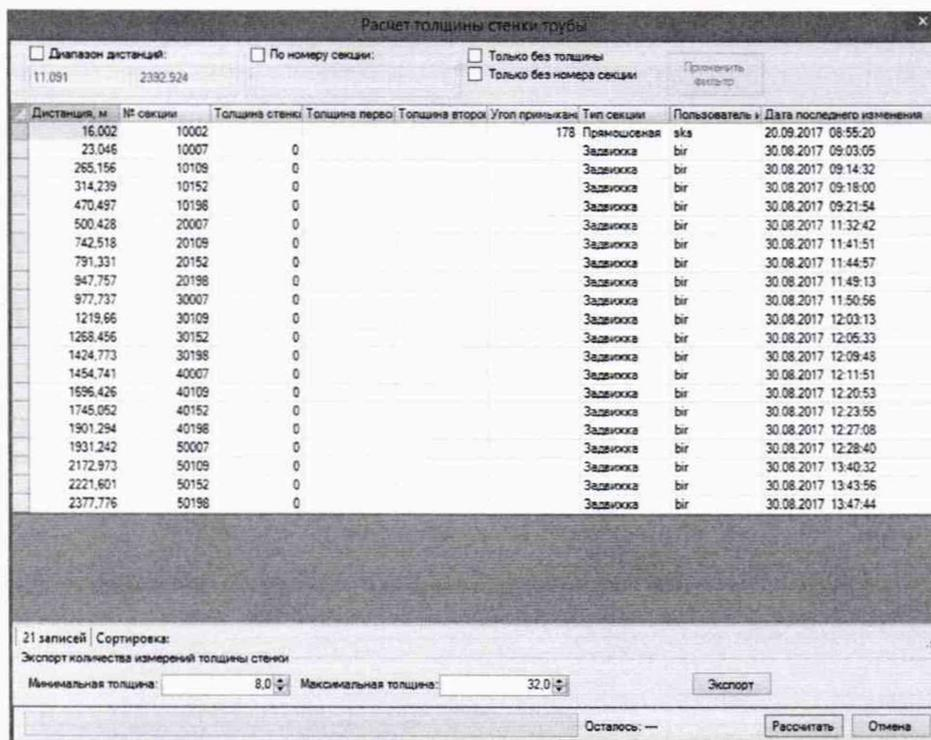 Расчет толщины стенки трубы
Диапазон дистанций: По номеру секции: Только без толщины
11.091 2392.924 Только без номера секции Применить фильтр
Дистанция, м № секции Толщина стенки Толщина перво Толщина второй Угол примыкан Тип секции Пользователь Дата последнего изменения
16,002 10002 178 Прямошовная sks 20.09.2017 08:55:20
23,046 10007 0 Задвижка bir 30.08.2017 09:03:05
265,156 10109 0 Задвижка bir 30.08.2017 09:14:32
314,239 10152 0 Задвижка bir 30.08.2017 09:18:00
470,497 10198 0 Задвижка bir 30.08.2017 09:21:54
500,428 20007 0 Задвижка bir 30.08.2017 11:32:42
742,518 20109 0 Задвижка bir 30.08.2017 11:41:51
791,331 20152 0 Задвижка bir 30.08.2017 11:44:57
947,757 20198 0 Задвижка bir 30.08.2017 11:49:13
977,737 30007 0 Задвижка bir 30.08.2017 11:50:56
1219,66 30109 0 Задвижка bir 30.08.2017 12:03:13
1268,456 30152 0 Задвижка bir 30.08.2017 12:05:33
1424,773 30198 0 Задвижка bir 30.08.2017 12:09:48
1454,741 40007 0 Задвижка bir 30.08.2017 12:11:51
1696,426 40109 0 Задвижка bir 30.08.2017 12:20:53
1745,052 40152 0 Задвижка bir 30.08.2017 12:23:55
1901,294 40198 0 Задвижка bir 30.08.2017 12:27:08
1931,242 50007 0 Задвижка bir 30.08.2017 12:28:40
2172,973 50109 0 Задвижка bir 30.08.2017 13:40:32
2221,601 50152 0 Задвижка bir 30.08.2017 13:43:56
2377,776 50198 0 Задвижка bir 30.08.2017 13:47:44
21 записей Сортировка:
Экспорт количества измерений толщины стенки
Минимальная толщина: 8,0 Максимальная толщина: 32,0 Экспорт
Осталось: --- Рассчитать Отмена